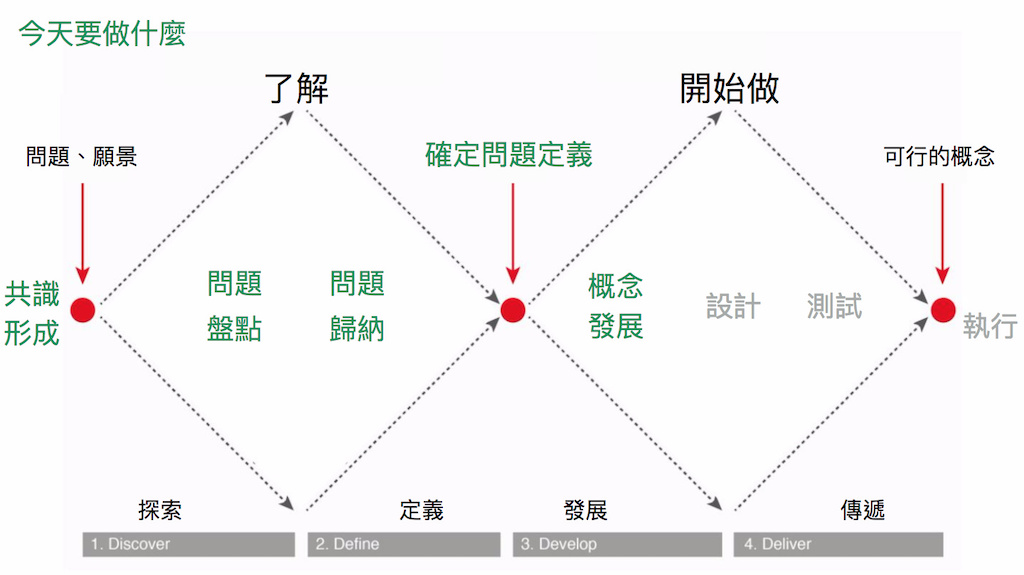 今天要做什麼
了解
開始做
問題、願景
確定問題定義
可行的概念
共識
形成
問題
盤點
問題
歸納
概念
發展
設計
測試
執行
探索
定義
發展
傳遞
1. Discover
2. Define
3. Develop
4. Deliver